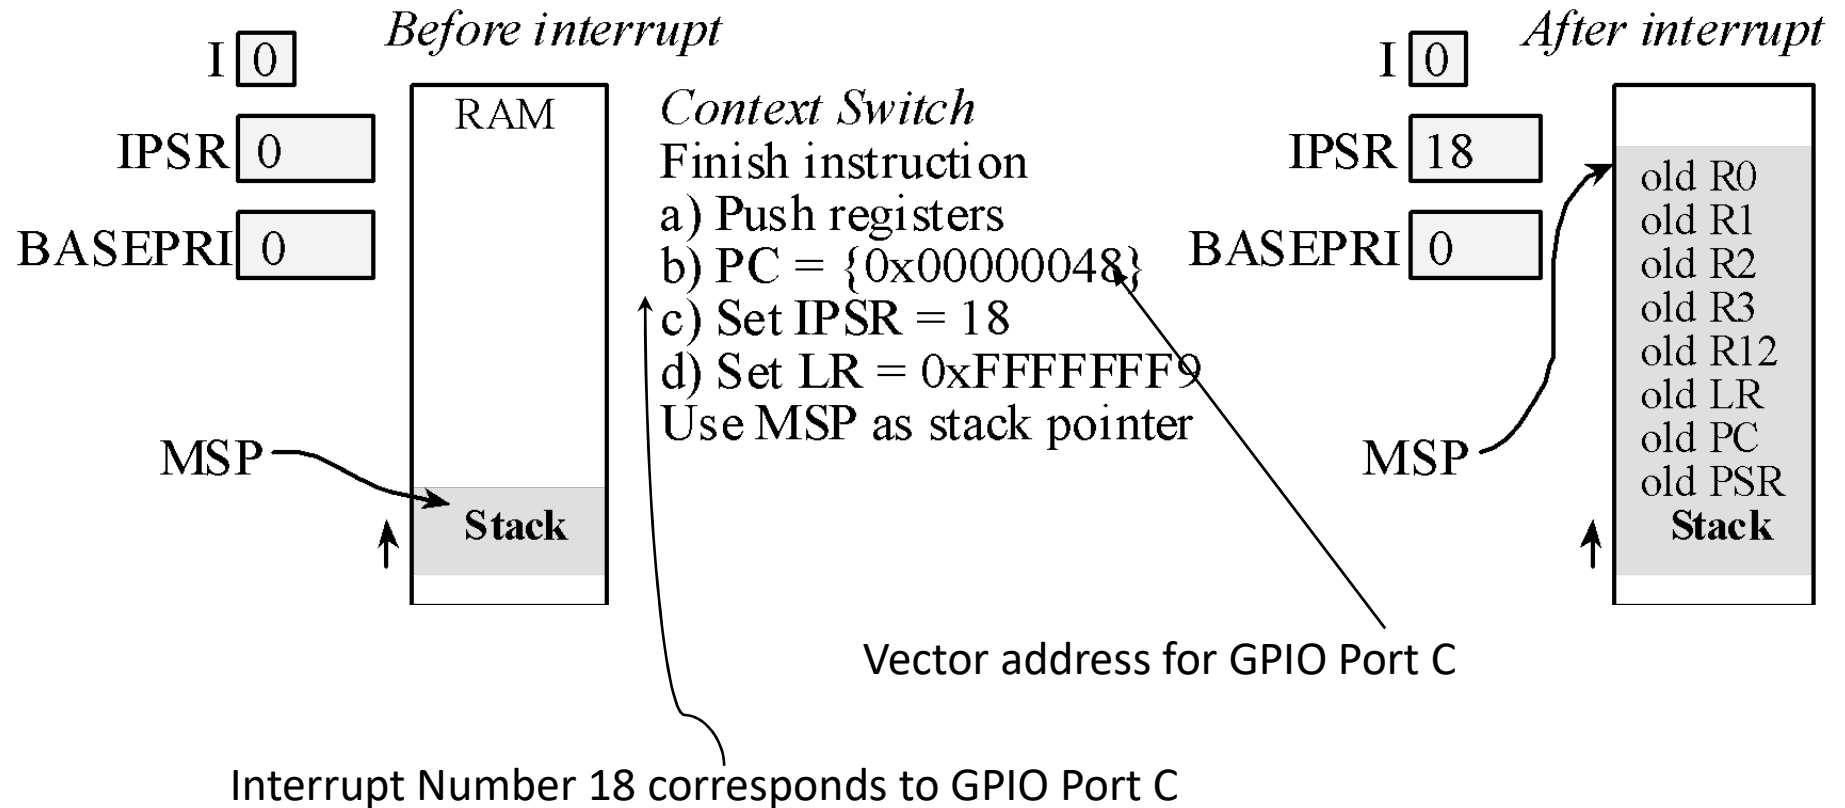 Before interrupt
I 0
IPSR 0
BASEPRI 0
RAM
MSP
Stack
Context Switch
Finish instruction
a) Push registers
b) PC = {0x00000048}
c) Set IPSR = 18
d) Set LR = 0xFFFFFFF9
Use MSP as stack pointer
After interrupt
I 0
IPSR 18
BASEPRI 0
MSP
old R0
old R1
old R2
old R3
old R12
old LR
old PC
old PSR
Stack
Vector address for GPIO Port C
Interrupt Number 18 corresponds to GPIO Port C